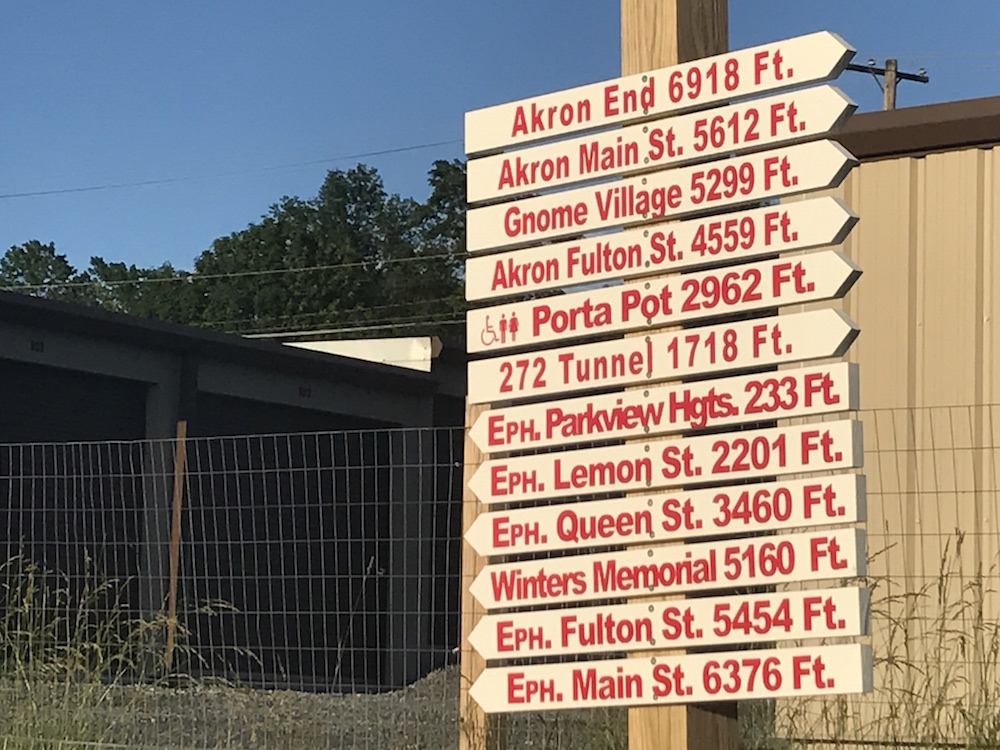 Akron End 6918 Ft.
Akron Main St. 5612 Ft.
Gnome Village 5299 Ft.
Akron Fulton St. 4559 Ft.
Porta Pot 2962 Ft.
272 Tunnel 1718 Ft.
EPH. Parkview Hgts. 233 Ft.
EPH. Lemon St. 2201 Ft.
EPH. Queen St. 3460 Ft.
Winters Memorial 5160 Ft.
EPH. Fulton St. 5454 Ft.
EPH. Main St. 6376 Ft.